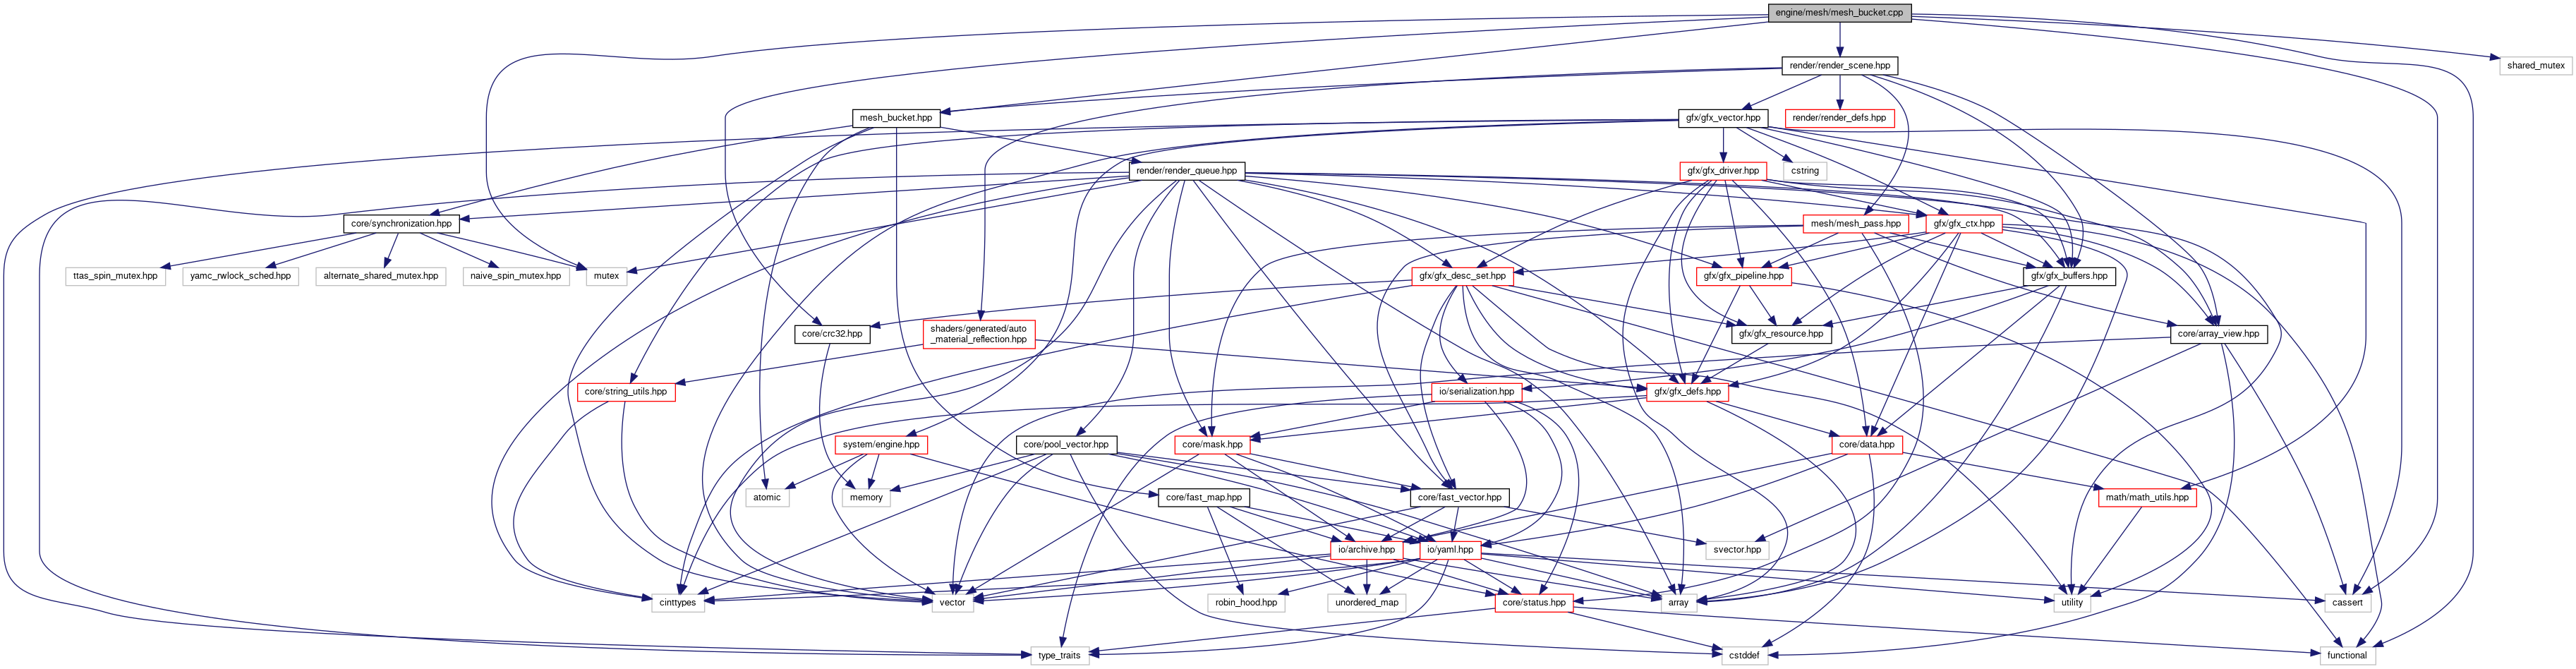 engine/mesh/mesh_bucket.cpp
render/render_scene.hpp
shared_mutex
mesh_bucket.hpp
gfx/gfx_vector.hpp
render/render_defs.hpp
render/render_queue.hpp
gfx/gfx_driver.hpp
cstring
core/synchronization.hpp
mesh/mesh_pass.hpp
gfx/gfx_ctx.hpp
ttas_spin_mutex.hpp
yamc_rwlock_sched.hpp
alternate_shared_mutex.hpp
naive_spin_mutex.hpp
mutex
gfx/gfx_desc_set.hpp
gfx/gfx_pipeline.hpp
gfx/gfx_buffers.hpp
core/crc32.hpp
shaders/generated/auto
_material_reflection.hpp
gfx/gfx_resource.hpp
core/array_view.hpp
core/string_utils.hpp
io/serialization.hpp
gfx/gfx_defs.hpp
system/engine.hpp
core/pool_vector.hpp
core/mask.hpp
core/data.hpp
atomic
memory
core/fast_map.hpp
core/fast_vector.hpp
math/math_utils.hpp
io/archive.hpp
io/yaml.hpp
svector.hpp
cinttypes
vector
robin_hood.hpp
unordered_map
core/status.hpp
array
utility
cassert
type_traits
cstddef
functional